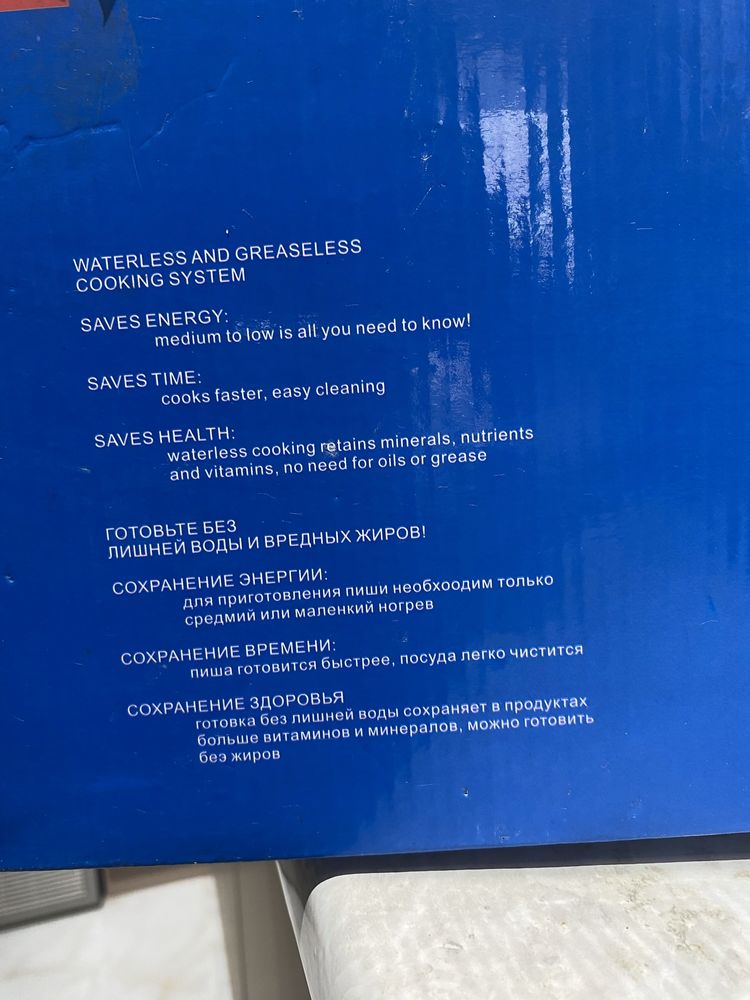 WATERLESS AND GREASELESS
COOKING SYSTEM
SAVES ENERGY:
medium to low is all you need to know!
SAVES TIME:
cooks faster, easy cleaning
SAVES HEALTH:
waterless cooking retains minerals, nutrients
and vitamins, no need for oils or grease
ГОТОВЬТЕ БЕЗ
ЛИШНЕЙ ВОДЫ И ВРЕДНЫХ ЖИРОВ!
СОХРАНЕНИЕ ЭНЕРГИИ:
для приготовления пиши необхоодим только
средмий или маленкий ногрев
СОХРАНЕНИЕ ВРЕМЕНИ:
пиша готовится быстрее, посуда легко чистится
СОХРАНЕНИЕ ЗДОРОВЬЯ
готовка без лишней воды сохраняет в продуктах
больше витаминов и минералов, можно готовить
без жиров